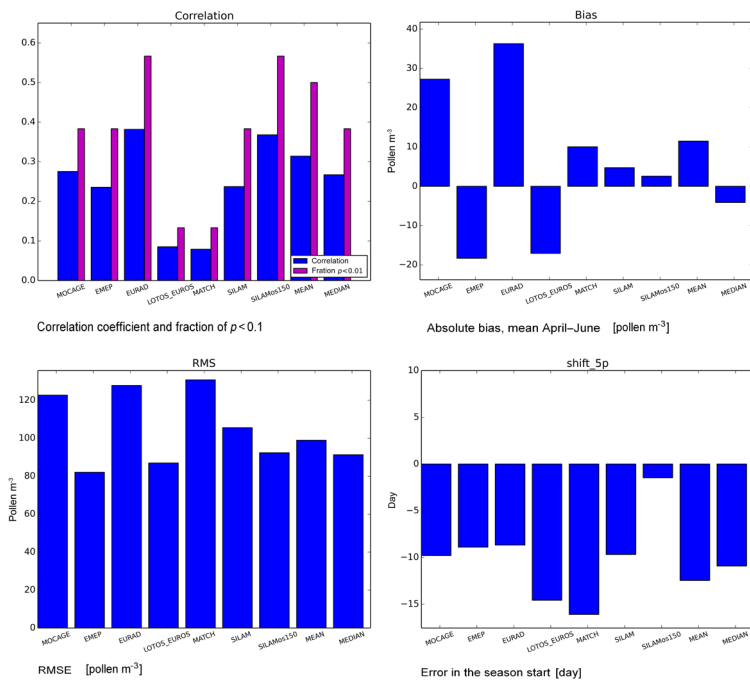 Correlation
0.6
0.5
0.4
0.3
0.2
0.1
0.0
Correlation
Fration p<0.01
MOCAGE
EMEP
EURAD
LOTOS_EUROS
MATCH
SILAM
SILAMos150
MEAN
MEDIAN
Correlation coefficient and fraction of p<0.1
Bias
Pollen m⁻³
40
30
20
10
0
−10
−20
MOCAGE
EMEP
EURAD
LOTOS_EUROS
MATCH
SILAM
SILAMos150
MEAN
MEDIAN
Absolute bias, mean April–June [pollen m⁻³]
RMS
Pollen m⁻³
120
100
80
60
40
20
0
MOCAGE
EMEP
EURAD
LOTOS_EUROS
MATCH
SILAM
SILAMos150
MEAN
MEDIAN
RMSE [pollen m⁻³]
shift_5p
Day
10
5
0
−5
−10
−15
MOCAGE
EMEP
EURAD
LOTOS_EUROS
MATCH
SILAM
SILAMos150
MEAN
MEDIAN
Error in the season start [day]